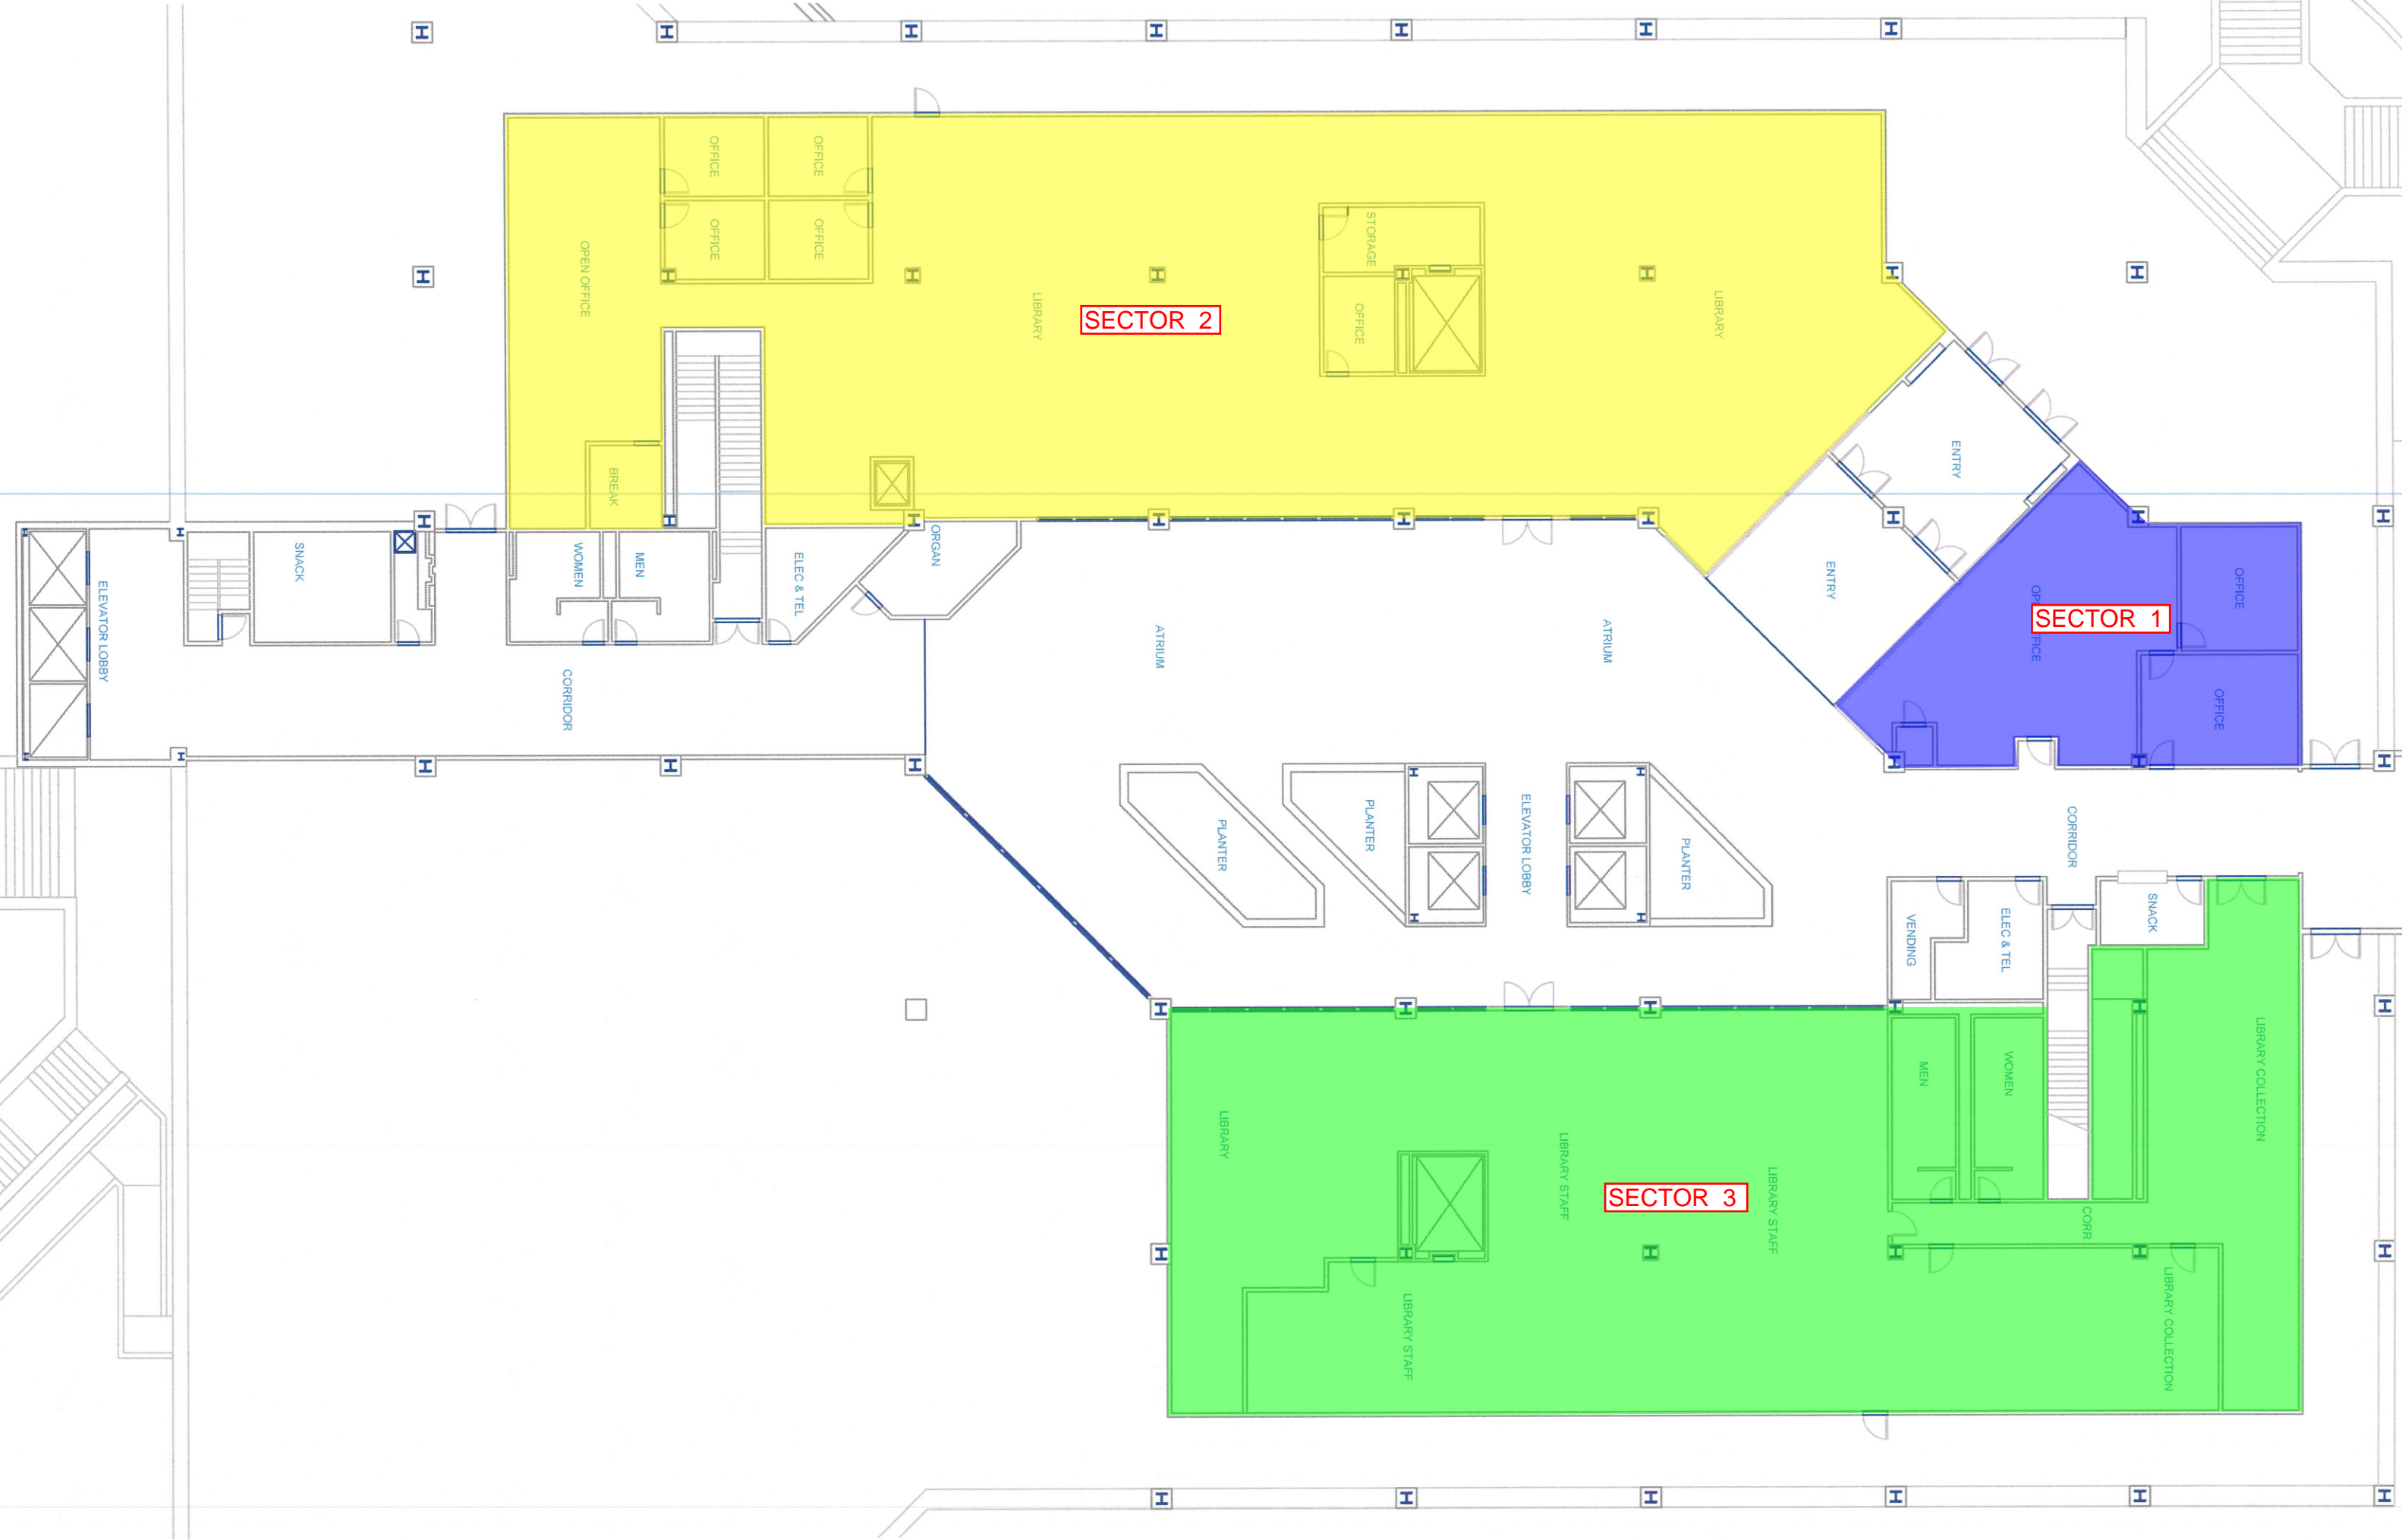 OFFICE
OFFICE
OFFICE
OFFICE
OPEN OFFICE
BREAK
LIBRARY
SECTOR 2
STORAGE
OFFICE
LIBRARY
ENTRY
ENTRY
OFFICE
SECTOR 1
OFFICE
ELEVATOR LOBBY
SNACK
WOMEN
MEN
ELEC & TEL
ORGAN
CORRIDOR
ATRIUM
ATRIUM
PLANTER
PLANTER
ELEVATOR LOBBY
PLANTER
CORRIDOR
VENDING
ELEC & TEL
SNACK
MEN
WOMEN
LIBRARY COLLECTION
LIBRARY
LIBRARY STAFF
LIBRARY STAFF
SECTOR 3
CORR
LIBRARY STAFF
LIBRARY COLLECTION